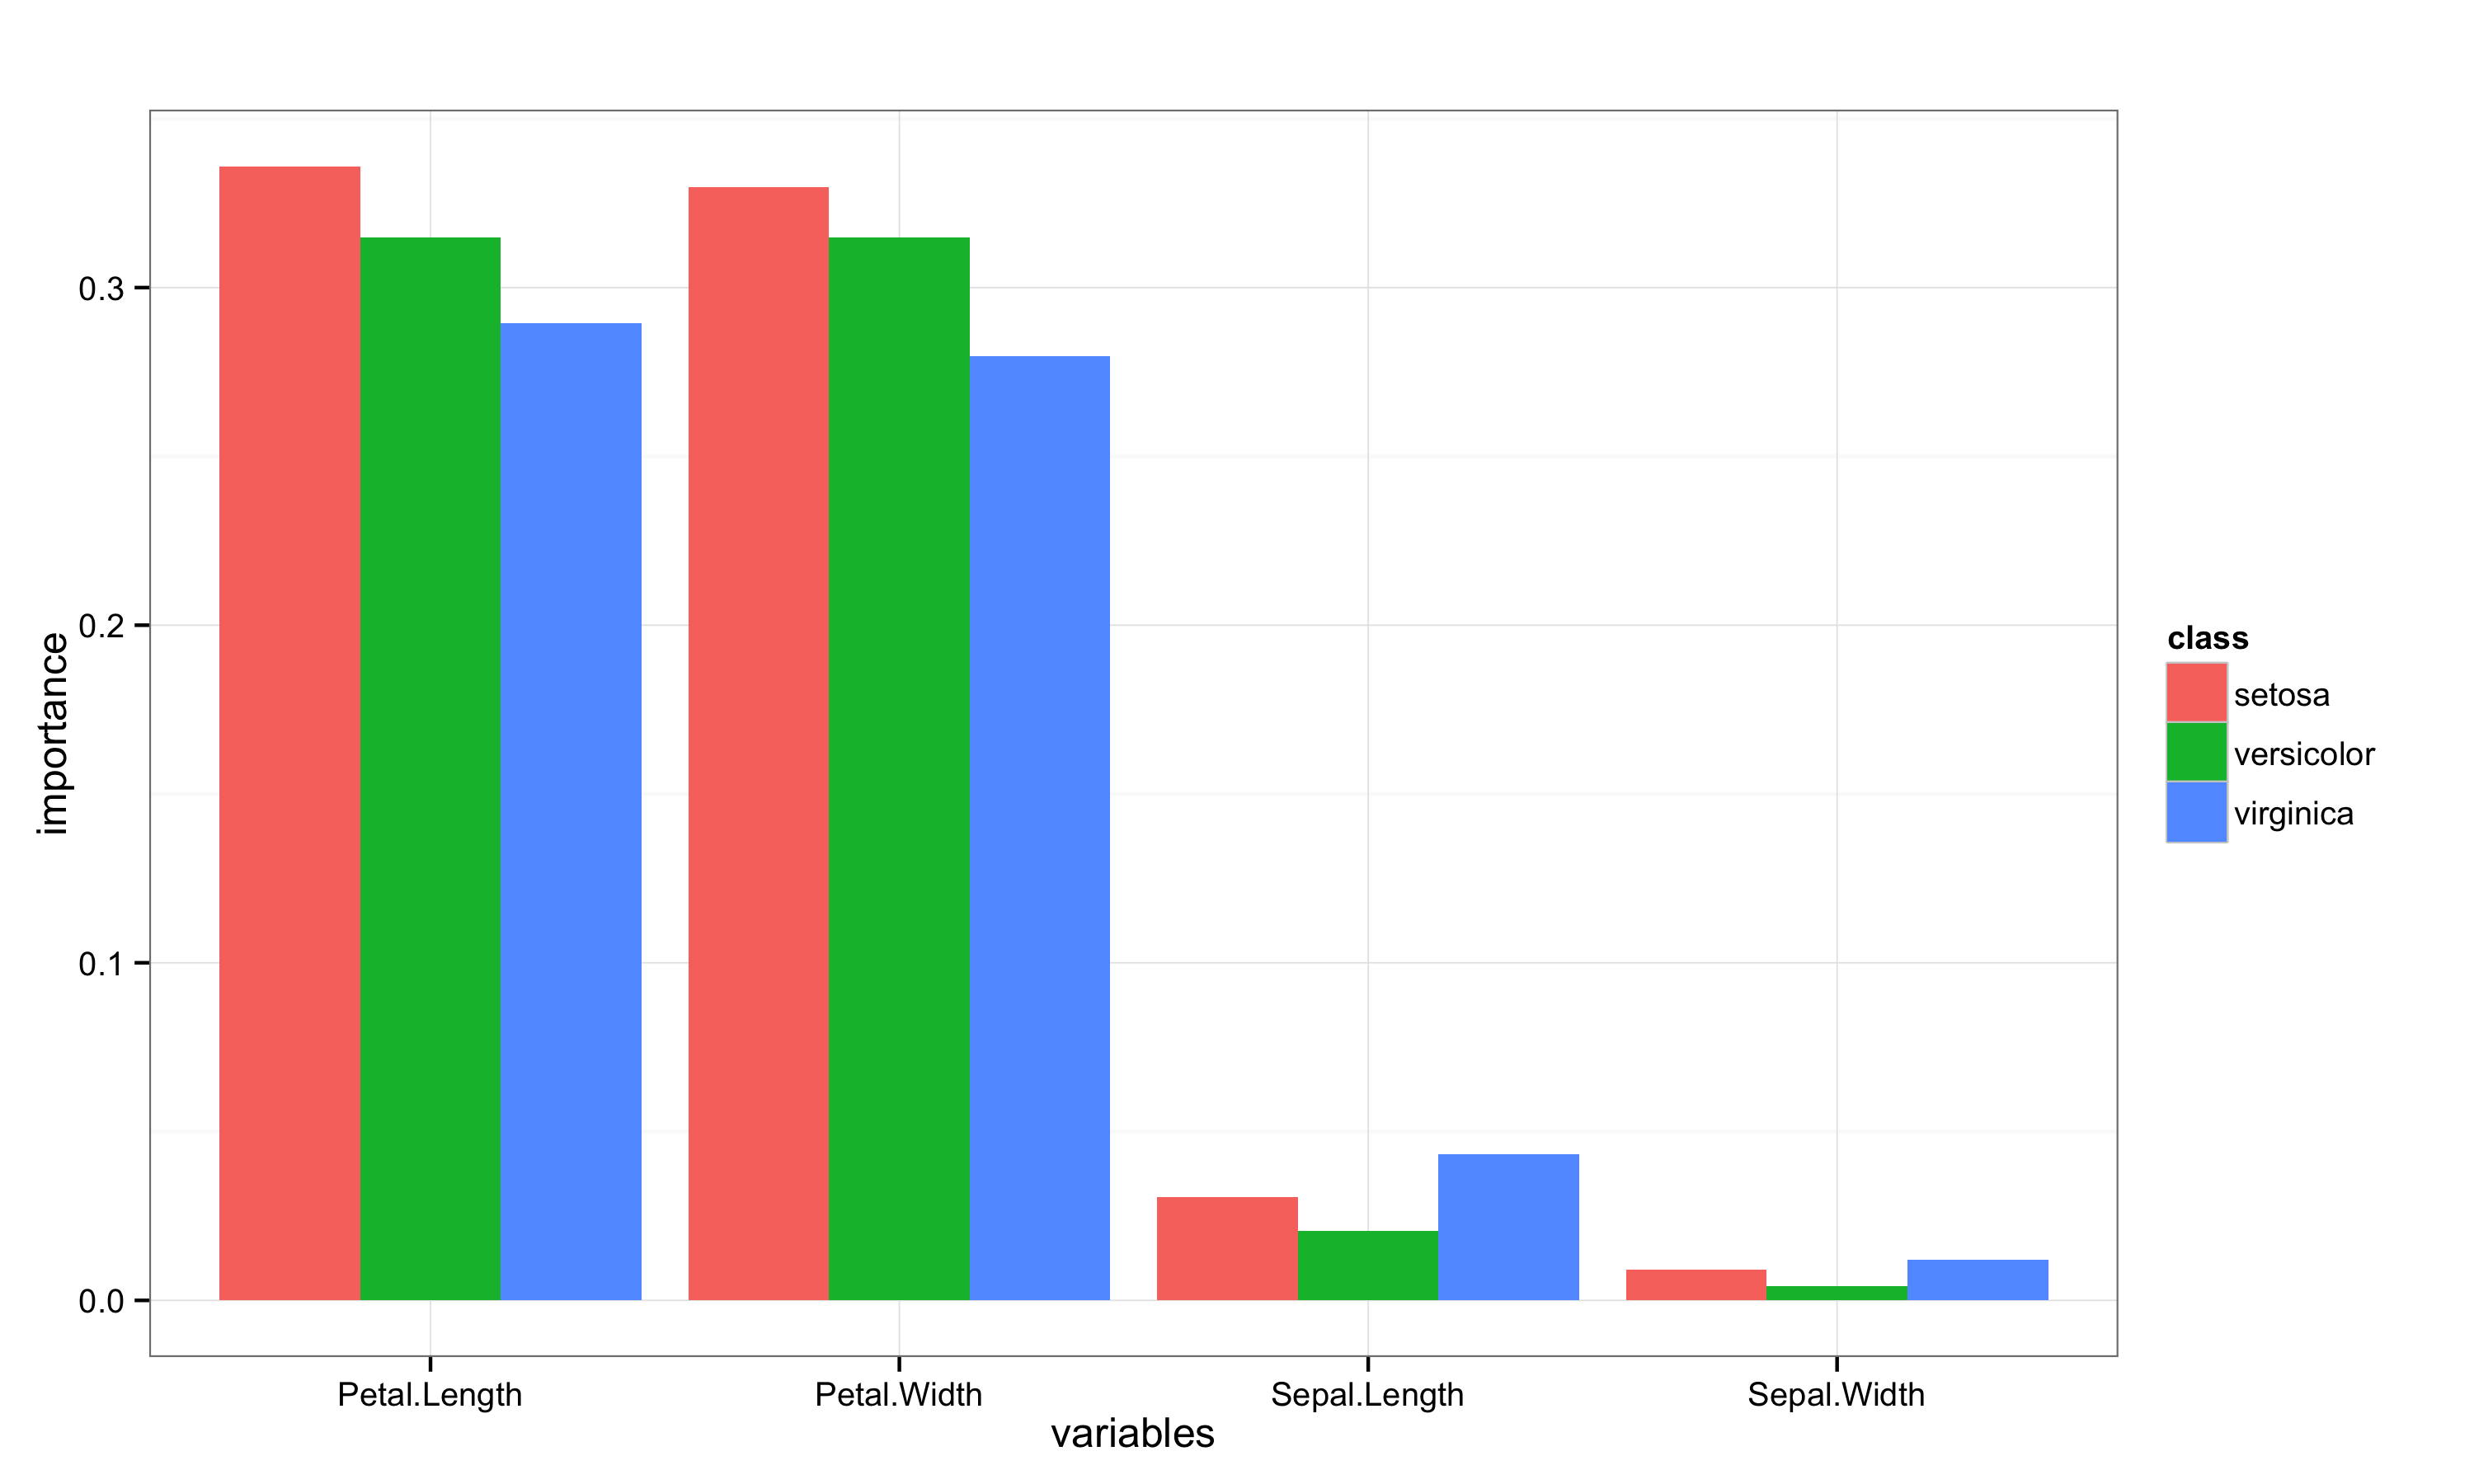 importance
0.3
0.2
0.1
0.0
Petal.Length
Petal.Width
Sepal.Length
Sepal.Width
variables
class
setosa
versicolor
virginica